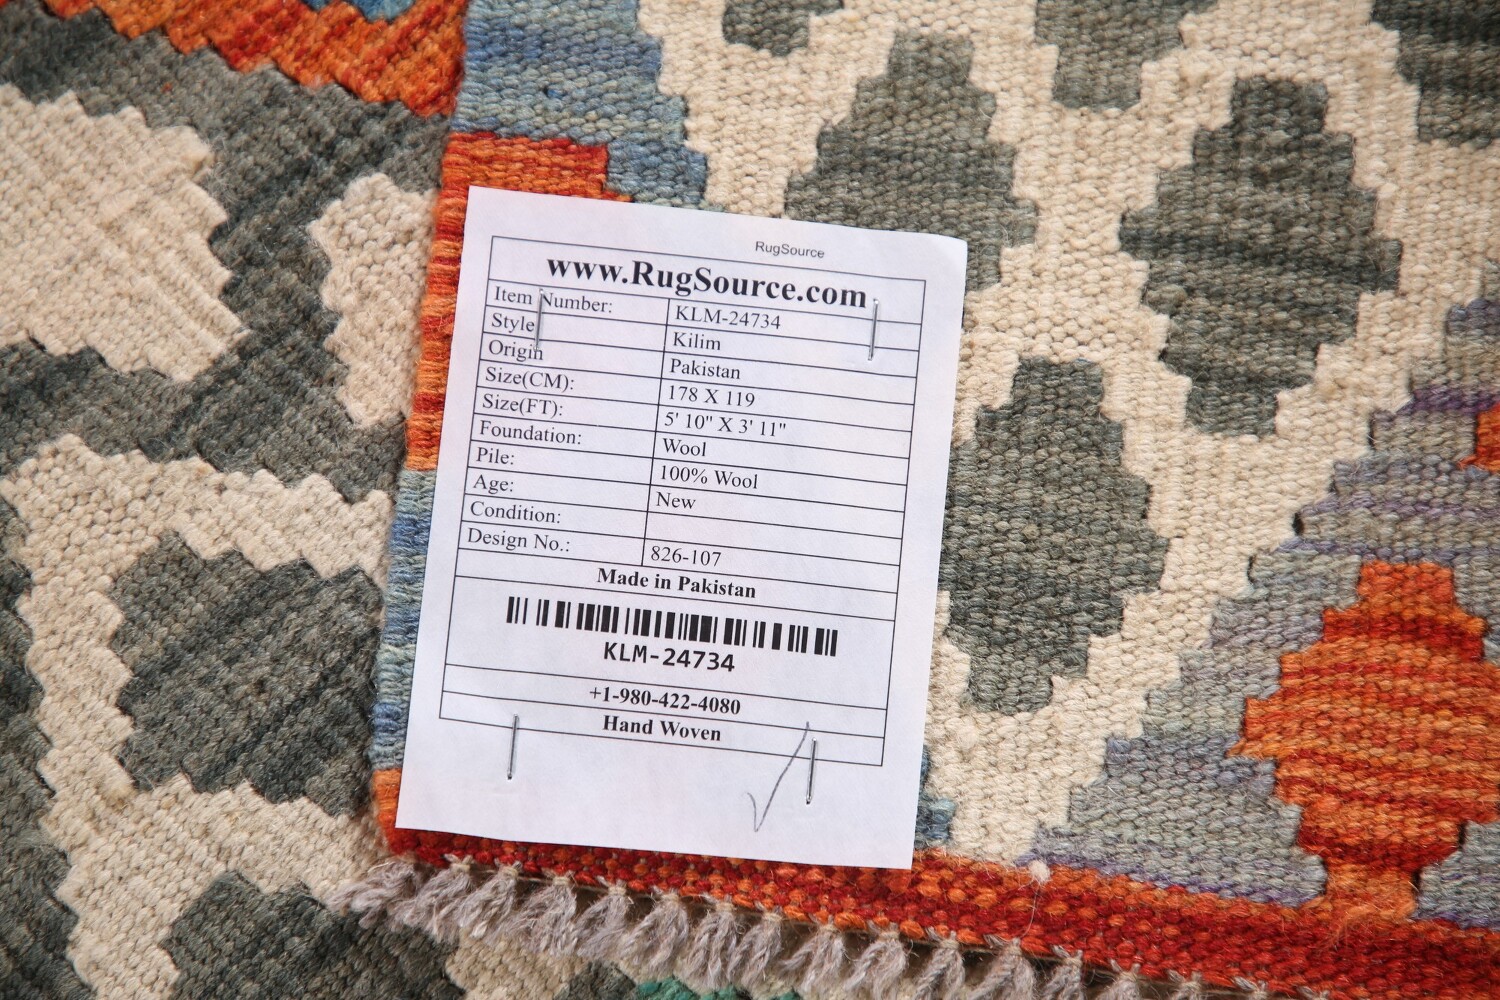 RugSource
www.RugSource.com
Item Number: KLM-24734
Style Kilim
Origin Pakistan
Size(CM): 178 X 119
Size(FT): 5' 10" X 3' 11"
Foundation: Wool
Pile: 100% Wool
Age: New
Condition:
Design No.: 826-107
Made in Pakistan
KLM-24734
+1-980-422-4080
Hand Woven